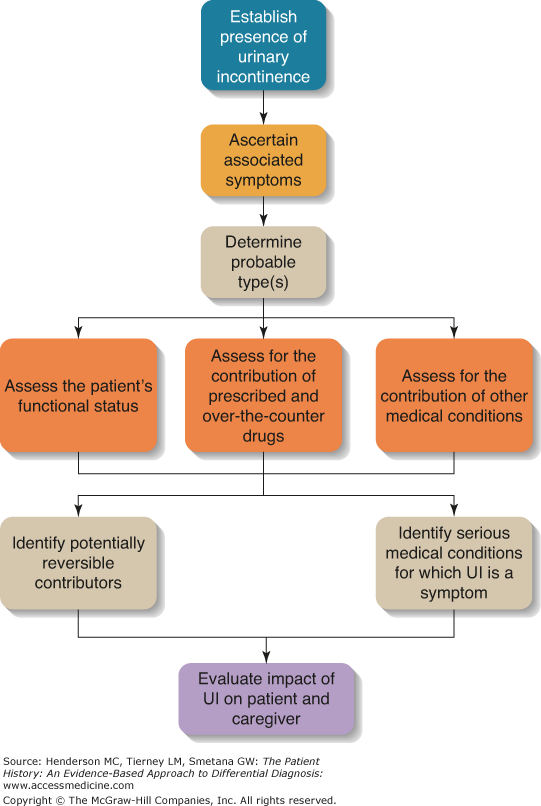 Establish
presence of
urinary
incontinence
Ascertain
associated
symptoms
Determine
probable
type(s)
Assess the patient's
functional status
Assess for the
contribution of
prescribed and
over-the-counter
drugs
Assess for the
contribution of other
medical conditions
Identify potentially
reversible
contributors
Identify serious
medical conditions
for which UI is a
symptom
Evaluate impact of
UI on patient and
caregiver
Source: Henderson MC, Tierney LM, Smetana GW: The Patient
History: An Evidence-Based Approach to Differential Diagnosis:
www.accessmedicine.com
Copyright © The McGraw-Hill Companies, Inc. All rights reserved.